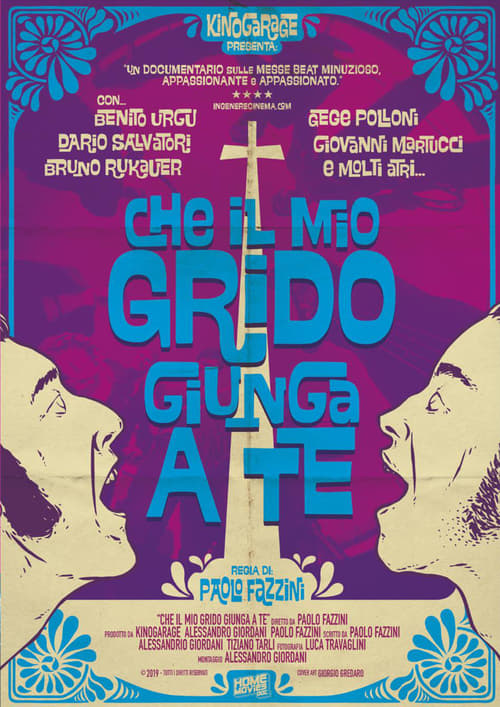 KINOGARAGE
PRESENTA:
"UN DOCUMENTARIO SULLE MESSE BEAT MINUZIOSO,
APPASSIONANTE E APPASSIONATO."
★★★★
INGENERECINEMA.COM
CON...
BENITO URGU
DARIO SALVATORI
BRUNO RUKAUER
GEGE POLLONI
GIOVANNI MARTUCCI
E MOLTI ATRI...
CHE IL MIO
GRIDO
GIUNGA
A TE
REGIA DI:
PAOLO FAZZINI
"CHE IL MIO GRIDO GIUNGA A TE" DIRETTO DA PAOLO FAZZINI
PRODOTTO DA KINOGARAGE ALESSANDRO GIORDANI PAOLO FAZZINI SCRITTO DA PAOLO FAZZINI
ALESSANDRO GIORDANI TIZIANO TARLI FOTOGRAFIA LUCA TRAVAGLINI
MONTAGGIO ALESSANDRO GIORDANI
© 2019 - TUTTI I DIRITTI RISERVATI
COVER ART GIORGIO GREDARO
HOME
MOVIES